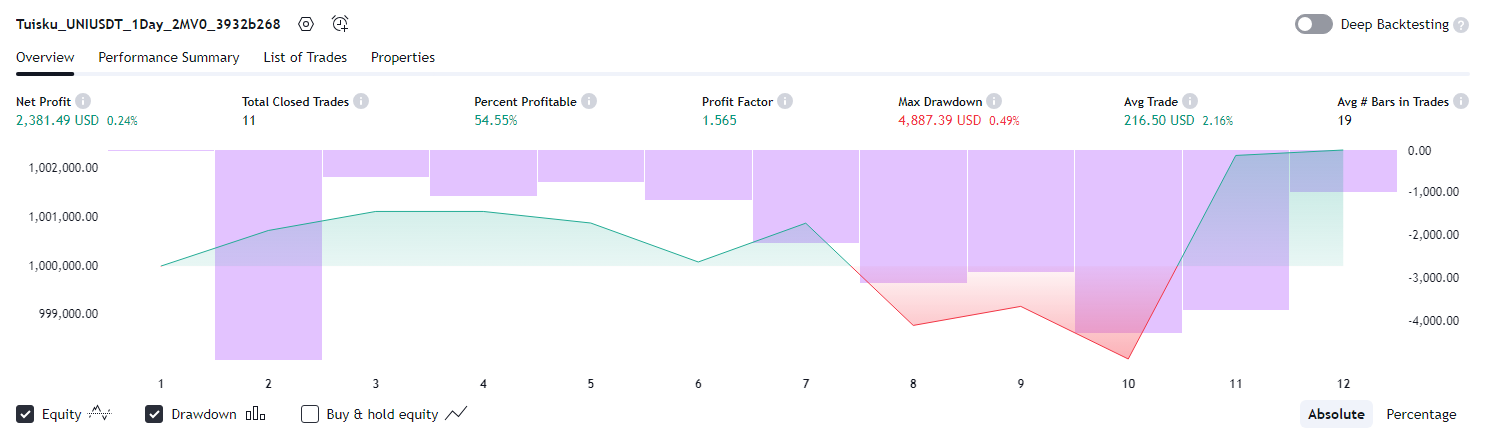 Tuisku_UNIUSDT_1Day_2MV0_3932b268
Deep Backtesting ?
Overview Performance Summary List of Trades Properties
Net Profit Total Closed Trades Percent Profitable Profit Factor Max Drawdown Avg Trade Avg # Bars in Trades
2,381.49 USD 0.24% 11 54.55% 1.565 4,887.39 USD 0.49% 216.50 USD 2.16% 19
1,002,000.00
1,001,000.00
1,000,000.00
999,000.00
0.00
-1,000.00
-2,000.00
-3,000.00
-4,000.00
1 2 3 4 5 6 7 8 9 10 11 12
Equity Drawdown Buy & hold equity Absolute Percentage